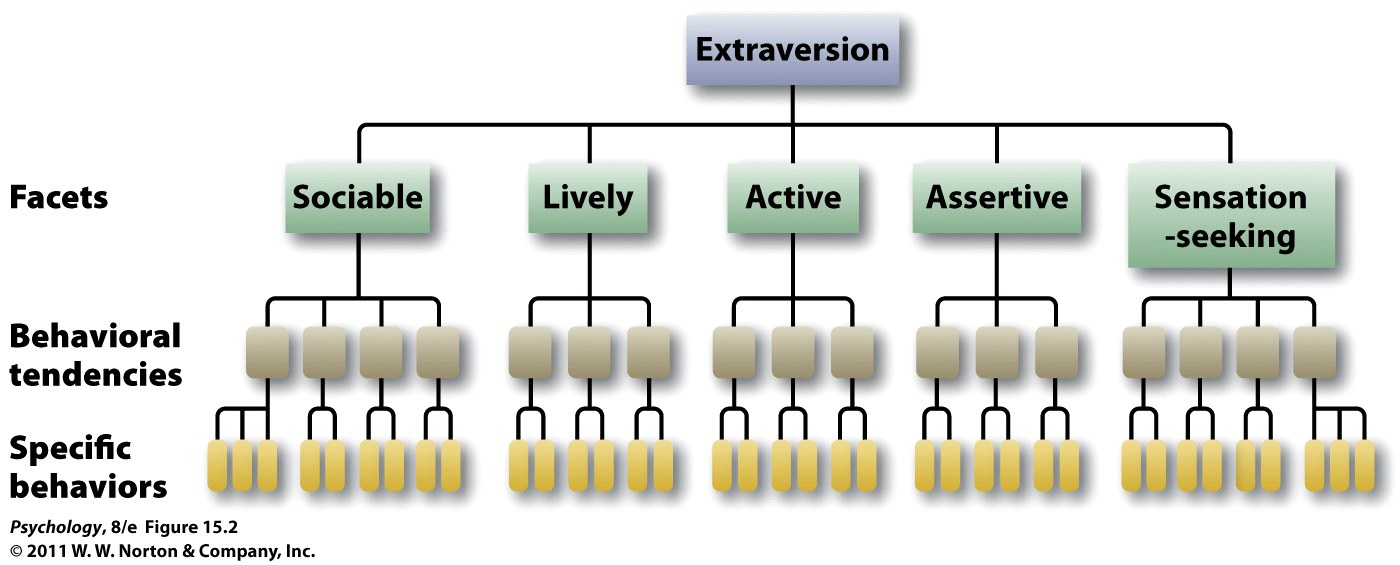 Extraversion
Facets
Sociable
Lively
Active
Assertive
Sensation
-seeking
Behavioral
tendencies
Specific
behaviors
Psychology, 8/e Figure 15.2
© 2011 W. W. Norton & Company, Inc.